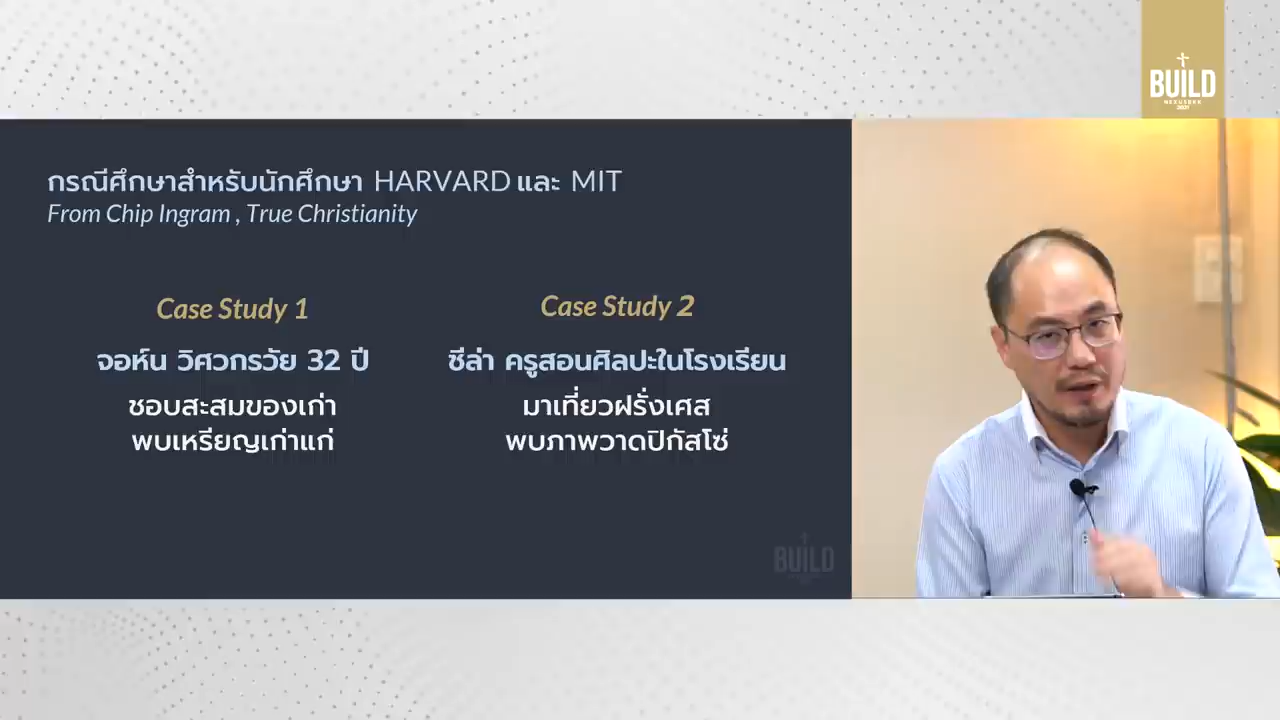 BUILD
NEXUSBKK
2021
กรณีศึกษาสำหรับนักศึกษา HARVARD และ MIT
From Chip Ingram , True Christianity
Case Study 1
จอห์น วิศวกรวัย 32 ปี
ชอบสะสมของเก่า
พบเหรียญเก่าแก่
Case Study 2
ซีล่า ครูสอนศิลปะในโรงเรียน
มาเที่ยวฝรั่งเศส
พบภาพวาดปิกัสโซ่
BUILD